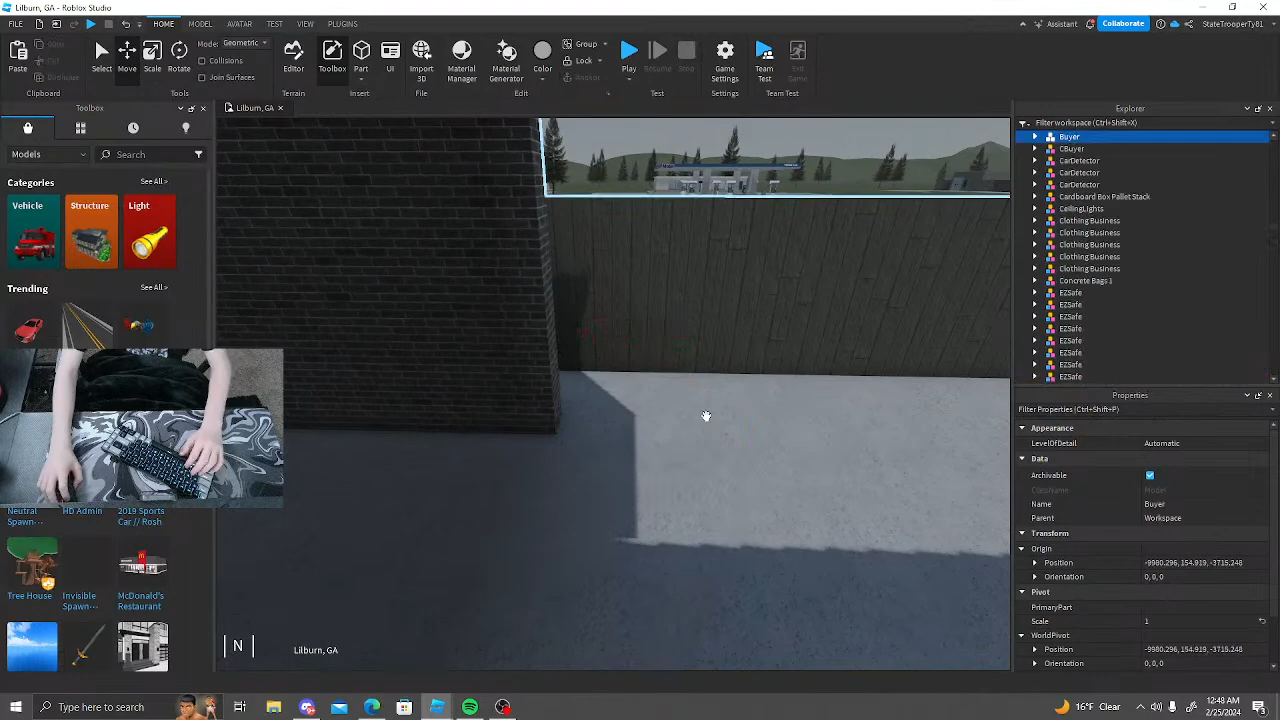 Lilburn, GA - Roblox Studio
FILE
HOME
MODEL
AVATAR
TEST
VIEW
PLUGINS
Assistant
Collaborate
StateTrooperTy81
Paste
Duplicate
Clipboard
Select
Move
Scale
Rotate
Mode:
Geometric
Collisions
Join Surfaces
Tools
Editor
Terrain
Toolbox
Part
UI
Insert
Import
3D
File
Material
Manager
Material
Generator
Color
Group
Lock
Anchor
Edit
Play
Resume
Stop
Test
Game
Settings
Team
Test
Exit
Game
Team Test
Toolbox
Lilburn, GA
Explorer
Filter workspace (Ctrl+Shift+X)
Models
Search
Categories
See All >
Vehicle
Structure
Light
Trending
See All >
Buyer
CBuyer
CarDetector
CarDetector
CarDetector
Cardboard Box Pallet Stack
CeilingLights
Clothing Business
Clothing Business
Clothing Business
Clothing Business
Clothing Business
Concrete Bags 1
EZSafe
EZSafe
EZSafe
EZSafe
EZSafe
EZSafe
EZSafe
EZSafe
Properties
Filter Properties (Ctrl+Shift+P)
Appearance
LevelOfDetail
Automatic
Data
Archivable
ClassName
Model
Name
Buyer
Parent
Workspace
Transform
Origin
Position
-9980.296, 154.919, -3715.248
Orientation
0, 0, 0
Pivot
PrimaryPart
Scale
1
WorldPivot
Position
-9980.296, 154.919, -3715.248
Orientation
0, 0, 0
Neutral
Spawn···
HD Admin
2019 Sports
Car // Rosh
Tree House
Invisible
Spawn···
McDonald's
Restaurant
N
Lilburn, GA
Type here to search
16°F Clear
12:49 AM
2/25/2024